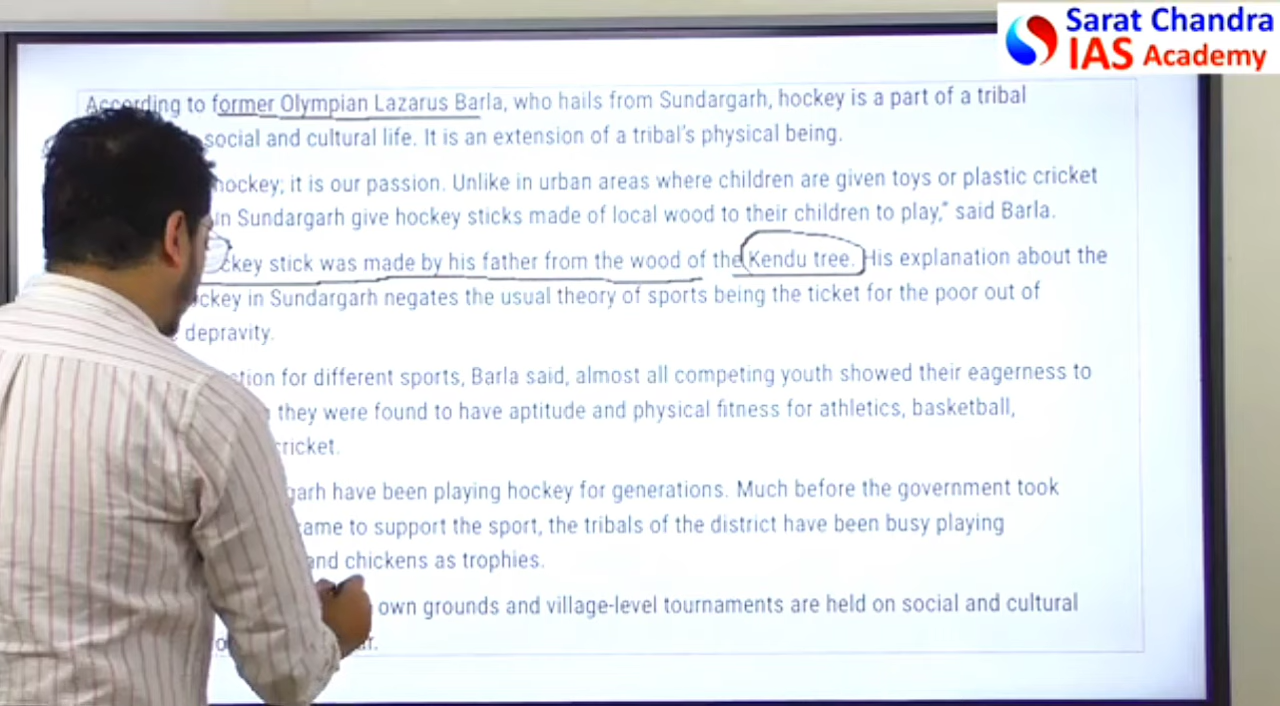 Sarat Chandra
IAS Academy
According to former Olympian Lazarus Barla, who hails from Sundargarh, hockey is a part of a tribal
social and cultural life. It is an extension of a tribal's physical being.
hockey; it is our passion. Unlike in urban areas where children are given toys or plastic cricket
in Sundargarh give hockey sticks made of local wood to their children to play,” said Barla.
ckey stick was made by his father from the wood of the Kendu tree. His explanation about the
ckey in Sundargarh negates the usual theory of sports being the ticket for the poor out of
depravity.
tion for different sports, Barla said, almost all competing youth showed their eagerness to
they were found to have aptitude and physical fitness for athletics, basketball,
cricket.
garh have been playing hockey for generations. Much before the government took
came to support the sport, the tribals of the district have been busy playing
and chickens as trophies.
own grounds and village-level tournaments are held on social and cultural